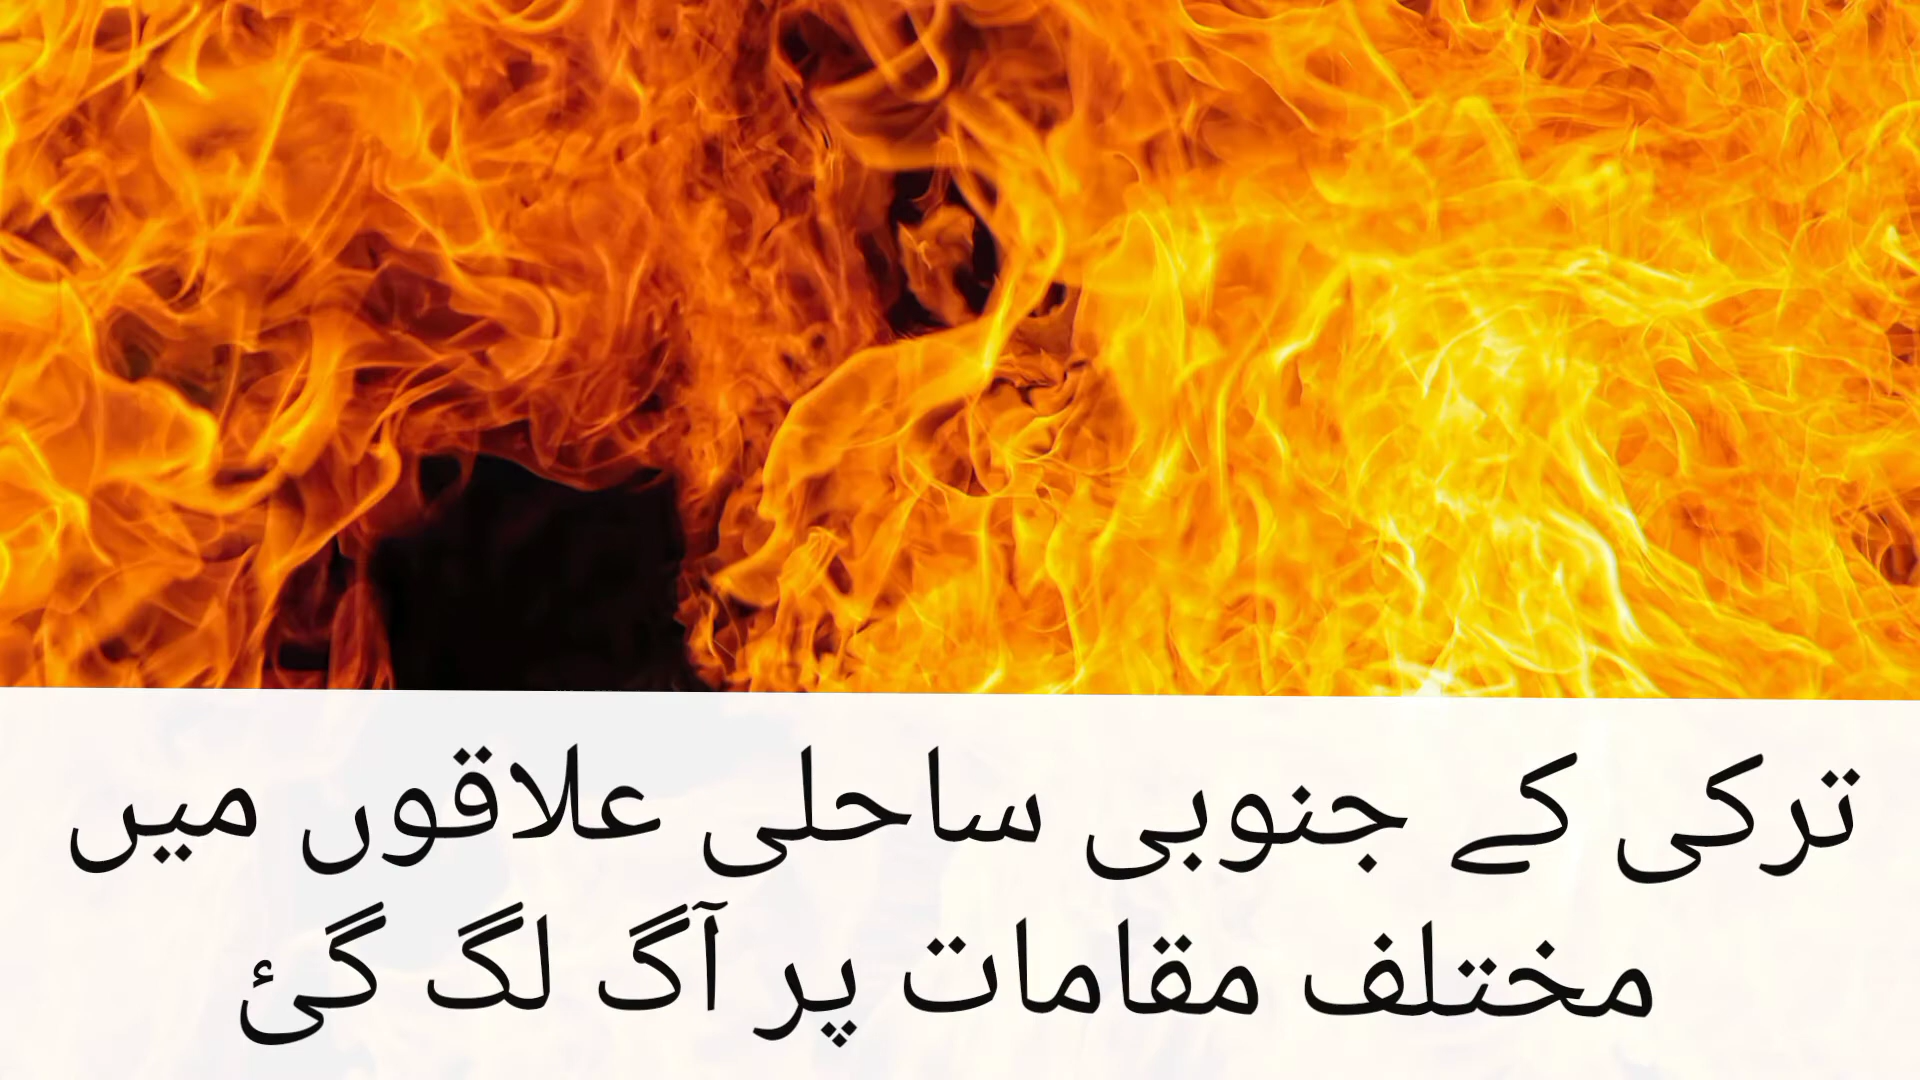 ترکی کے جنوبی ساحلی علاقوں میں
مختلف مقامات پر آگ لگ گئ